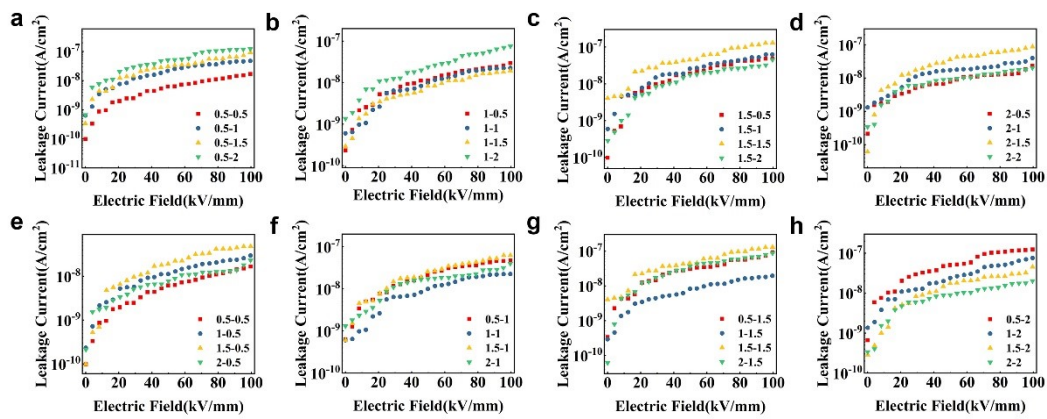 a
Leakage Current(A/cm²)
10⁻⁷
10⁻⁸
10⁻⁹
10⁻¹⁰
10⁻¹¹
0.5-0.5
0.5-1
0.5-1.5
0.5-2
0 20 40 60 80 100
Electric Field(kV/mm)
b
Leakage Current(A/cm²)
10⁻⁷
10⁻⁸
10⁻⁹
10⁻¹⁰
1-0.5
1-1
1-1.5
1-2
0 20 40 60 80 100
Electric Field(kV/mm)
c
Leakage Current(A/cm²)
10⁻⁷
10⁻⁸
10⁻⁹
10⁻¹⁰
1.5-0.5
1.5-1
1.5-1.5
1.5-2
0 20 40 60 80 100
Electric Field(kV/mm)
d
Leakage Current(A/cm²)
10⁻⁷
10⁻⁸
10⁻⁹
10⁻¹⁰
2-0.5
2-1
2-1.5
2-2
0 20 40 60 80 100
Electric Field(kV/mm)
e
Leakage Current(A/cm²)
10⁻⁸
10⁻⁹
10⁻¹⁰
0.5-0.5
1-0.5
1.5-0.5
2-0.5
0 20 40 60 80 100
Electric Field(kV/mm)
f
Leakage Current(A/cm²)
10⁻⁷
10⁻⁸
10⁻⁹
10⁻¹⁰
0.5-1
1-1
1.5-1
2-1
0 20 40 60 80 100
Electric Field(kV/mm)
g
Leakage Current(A/cm²)
10⁻⁷
10⁻⁸
10⁻⁹
10⁻¹⁰
0.5-1.5
1-1.5
1.5-1.5
2-1.5
0 20 40 60 80 100
Electric Field(kV/mm)
h
Leakage Current(A/cm²)
10⁻⁷
10⁻⁸
10⁻⁹
10⁻¹⁰
0.5-2
1-2
1.5-2
2-2
0 20 40 60 80 100
Electric Field(kV/mm)